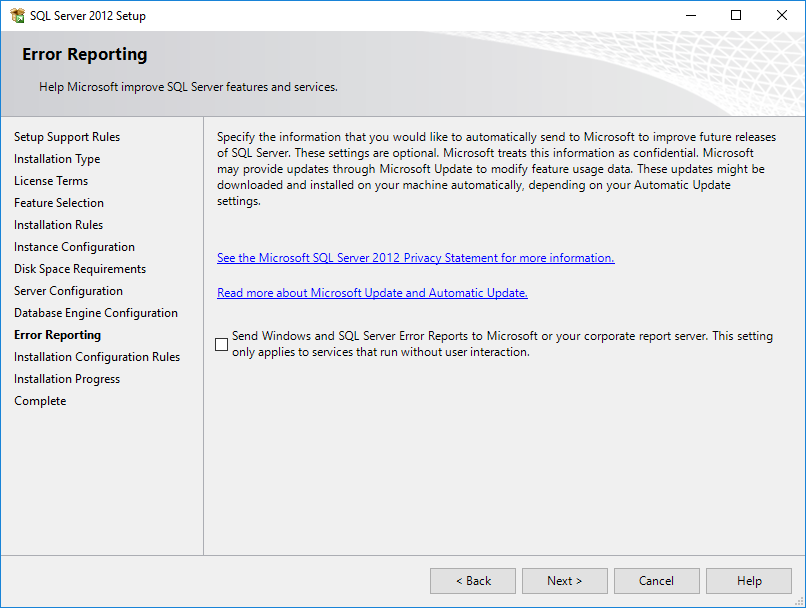 SQL Server 2012 Setup
Error Reporting
Help Microsoft improve SQL Server features and services.
Setup Support Rules
Installation Type
License Terms
Feature Selection
Installation Rules
Instance Configuration
Disk Space Requirements
Server Configuration
Database Engine Configuration
Error Reporting
Installation Configuration Rules
Installation Progress
Complete
Specify the information that you would like to automatically send to Microsoft to improve future releases
of SQL Server. These settings are optional. Microsoft treats this information as confidential. Microsoft
may provide updates through Microsoft Update to modify feature usage data. These updates might be
downloaded and installed on your machine automatically, depending on your Automatic Update
settings.
See the Microsoft SQL Server 2012 Privacy Statement for more information.
Read more about Microsoft Update and Automatic Update.
Send Windows and SQL Server Error Reports to Microsoft or your corporate report server. This setting
only applies to services that run without user interaction.
< Back
Next >
Cancel
Help